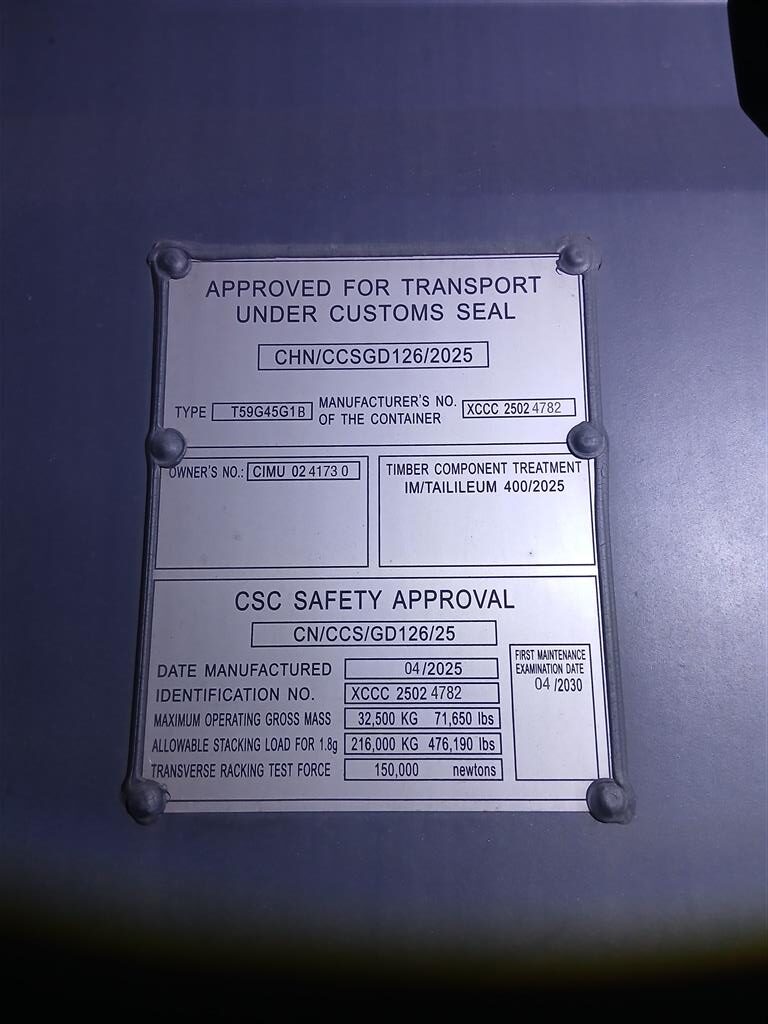 APPROVED FOR TRANSPORT
UNDER CUSTOMS SEAL
CHN/CCSGD126/2025
TYPE T59G45G1B MANUFACTURER'S NO. OF THE CONTAINER XCCC 2502 4782
OWNER'S NO.: CIMU 02 4173 0
TIMBER COMPONENT TREATMENT
IM/TAILILEUM 400/2025
CSC SAFETY APPROVAL
CN/CCS/GD126/25
DATE MANUFACTURED 04/2025
IDENTIFICATION NO. XCCC 2502 4782
MAXIMUM OPERATING GROSS MASS 32,500 KG 71,650 lbs
ALLOWABLE STACKING LOAD FOR 1.8g 216,000 KG 476,190 lbs
TRANSVERSE RACKING TEST FORCE 150,000 newtons
FIRST MAINTENANCE
EXAMINATION DATE
04 /2030